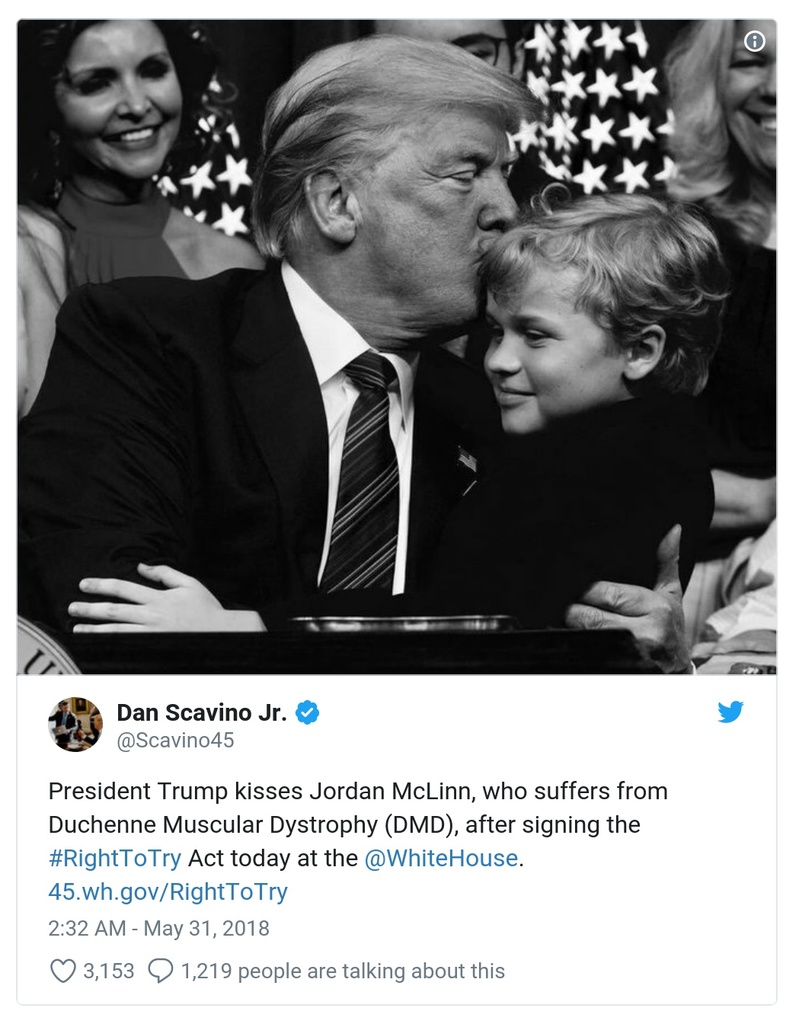 U
Dan Scavino Jr.
@Scavino45
President Trump kisses Jordan McLinn, who suffers from
Duchenne Muscular Dystrophy (DMD), after signing the
#RightToTry Act today at the @WhiteHouse.
45.wh.gov/RightToTry
2:32 AM - May 31, 2018
3,153 1,219 people are talking about this